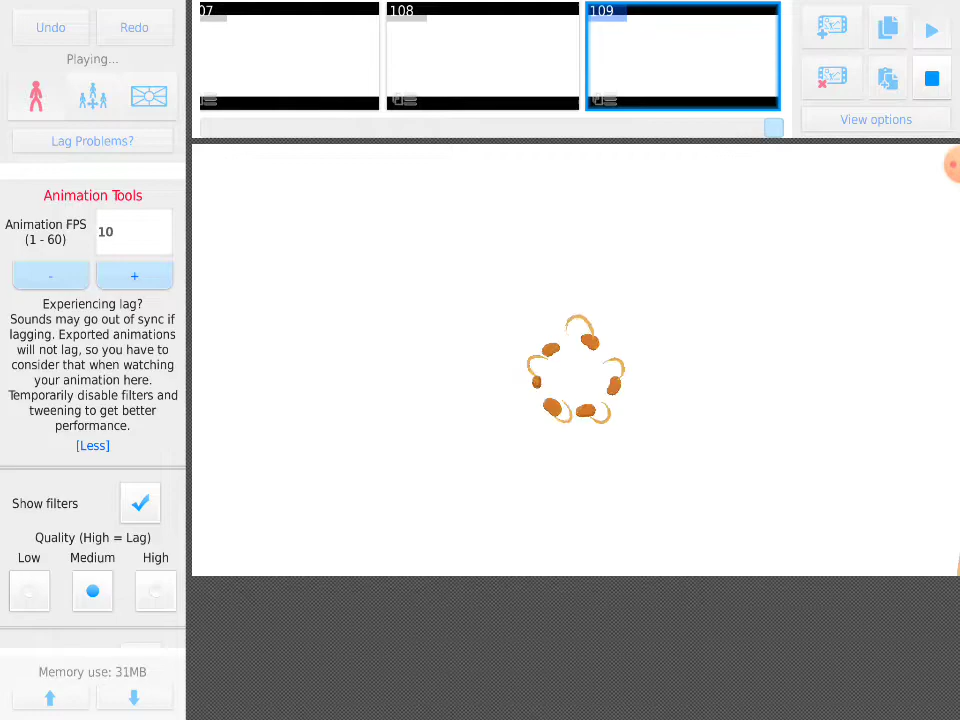 Undo
Redo
Playing...
Lag Problems?
Animation Tools
Animation FPS
(1 - 60)
10
-
+
Experiencing lag?
Sounds may go out of sync if
lagging. Exported animations
will not lag, so you have to
consider that when watching
your animation here.
Temporarily disable filters and
tweening to get better
performance.
[Less]
Show filters
Quality (High = Lag)
Low
Medium
High
Memory use: 31MB
07
108
109
View options